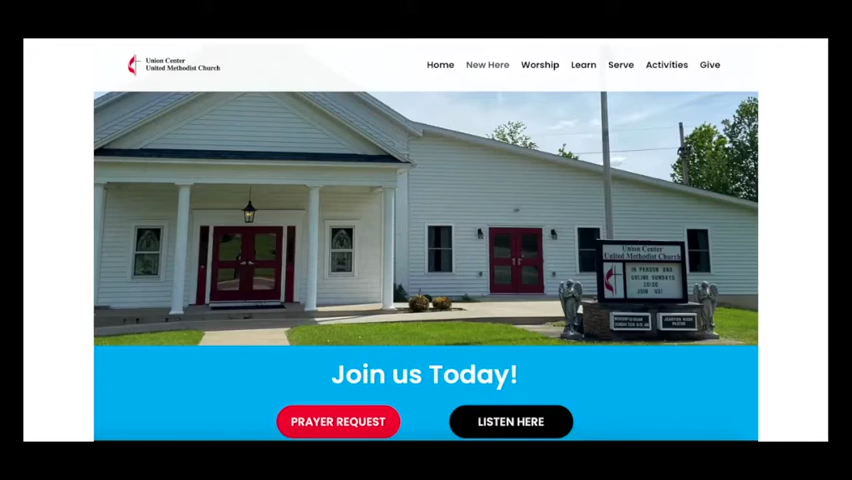 Union Center
United Methodist Church
Home New Here Worship Learn Serve Activities Give
Union Center
United Methodist Church
IN PERSON AND
ONLINE SUNDAYS
10:30
JOIN US!
PASTOR
Join us Today!
PRAYER REQUEST LISTEN HERE